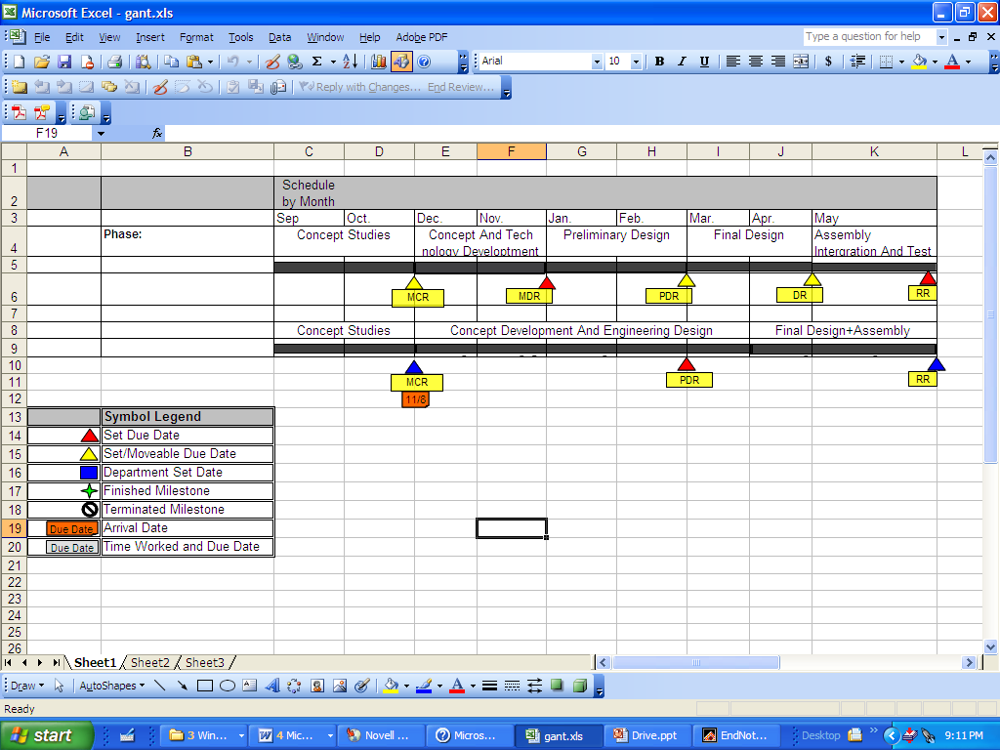 Microsoft Excel - gant.xls
File Edit View Insert Format Tools Data Window Help Adobe PDF
Type a question for help
Arial 10 B I U $
Reply with Changes... End Review...
F19 fx
A B C D E F G H I J K L
1
2 Schedule
by Month
3 Sep Oct. Dec. Nov. Jan. Feb. Mar. Apr. May
4 Phase: Concept Studies Concept And Tech Preliminary Design Final Design Assembly
nology Developtment Intergration And Test
5
6 MCR MDR PDR DR RR
7
8 Concept Studies Concept Development And Engineering Design Final Design+Assembly
9
10
11 MCR PDR RR
12 11/8
13 Symbol Legend
14 Set Due Date
15 Set/Moveable Due Date
16 Department Set Date
17 Finished Milestone
18 Terminated Milestone
19 Due Date Arrival Date
20 Due Date Time Worked and Due Date
21
22
23
24
25
26
Sheet1 Sheet2 Sheet3
Draw AutoShapes
Ready
start 3 Win... 4 Mic... Novell ... Micros... gant.xls Drive.ppt EndNot... Desktop 9:11 PM